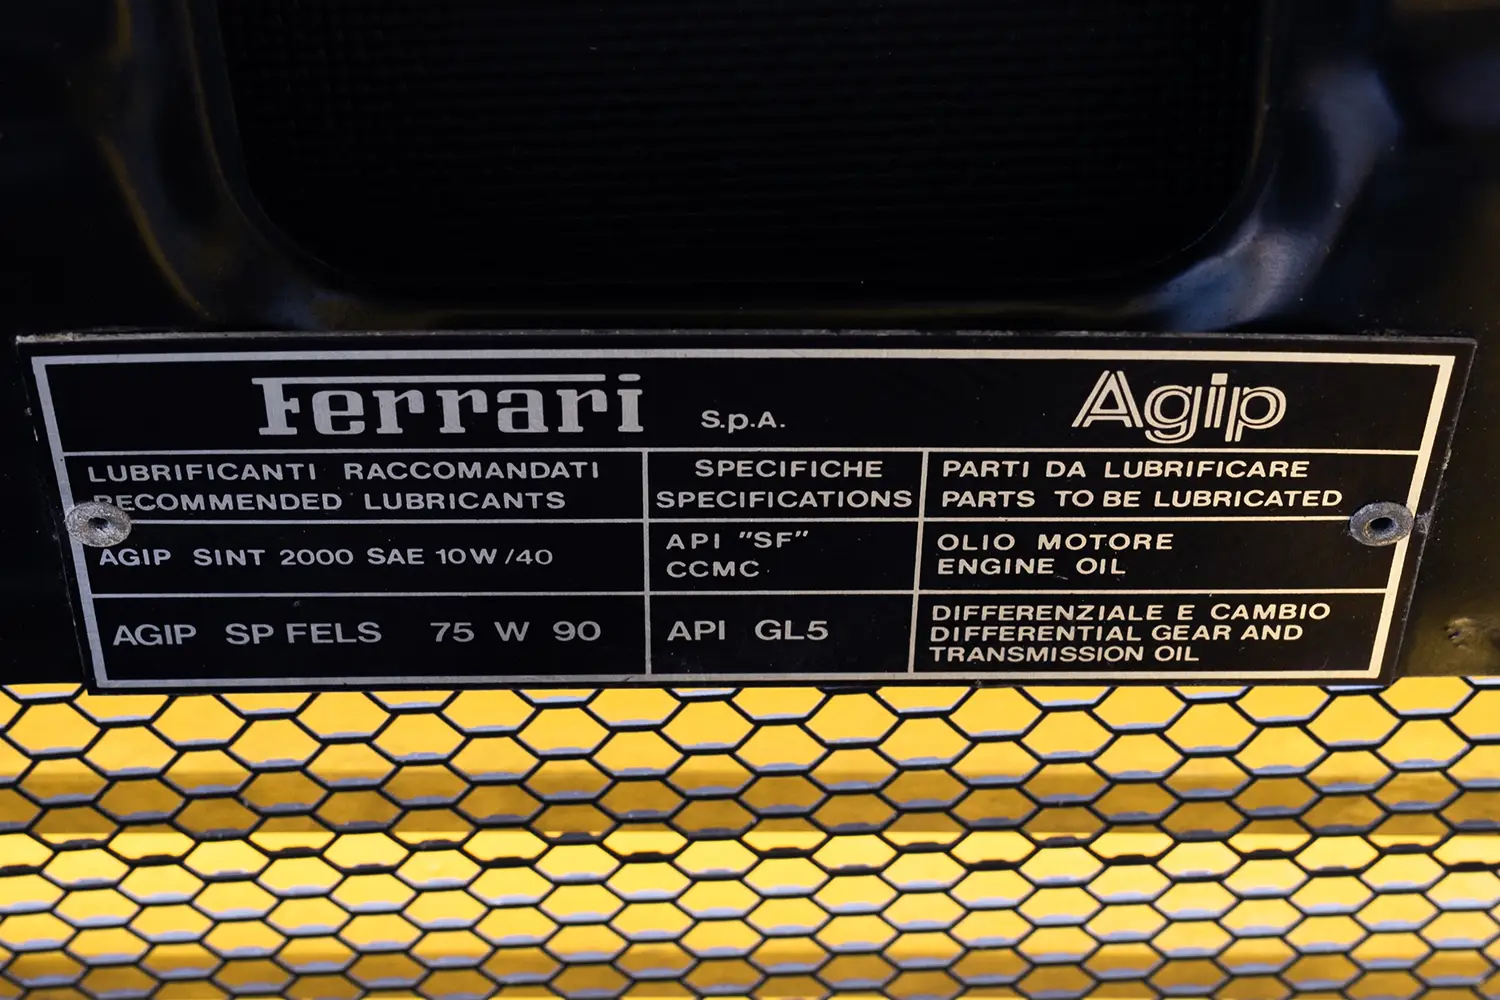 Ferrari S.p.A. Agip
LUBRIFICANTI RACCOMANDATI
RECOMMENDED LUBRICANTS
SPECIFICHE
SPECIFICATIONS
PARTI DA LUBRIFICARE
PARTS TO BE LUBRICATED
AGIP SINT 2000 SAE 10W/40
API "SF"
CCMC
OLIO MOTORE
ENGINE OIL
AGIP SP FELS 75 W 90
API GL5
DIFFERENZIALE E CAMBIO
DIFFERENTIAL GEAR AND
TRANSMISSION OIL